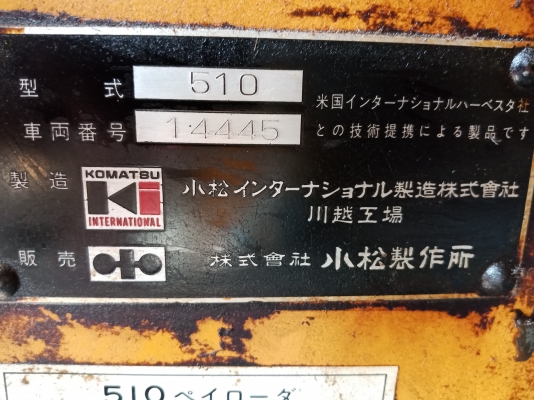 型式 510
車両番号 14445
米国インターナショナルハーベスタ社
との技術提携による製品です
製造 KOMATSU INTERNATIONAL 小松インターナショナル製造株式會社
川越工場
販売 株式會社 小松製作所
510 ペイローダ